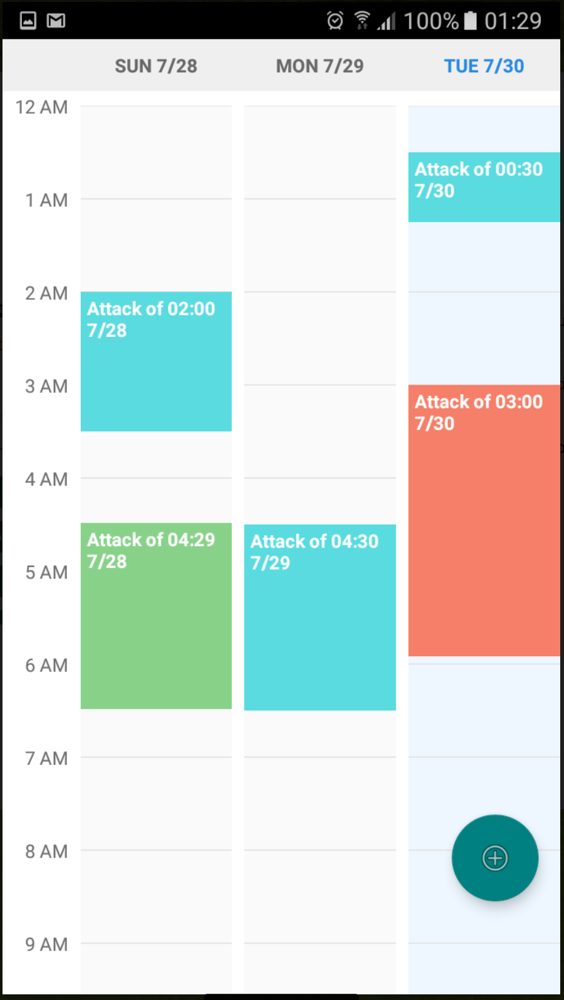 100% 01:29
SUN 7/28 MON 7/29 TUE 7/30
12 AM
Attack of 00:30
7/30
1 AM
2 AM
Attack of 02:00
7/28
3 AM
Attack of 03:00
7/30
4 AM
Attack of 04:29
7/28
Attack of 04:30
7/29
5 AM
6 AM
7 AM
8 AM
9 AM